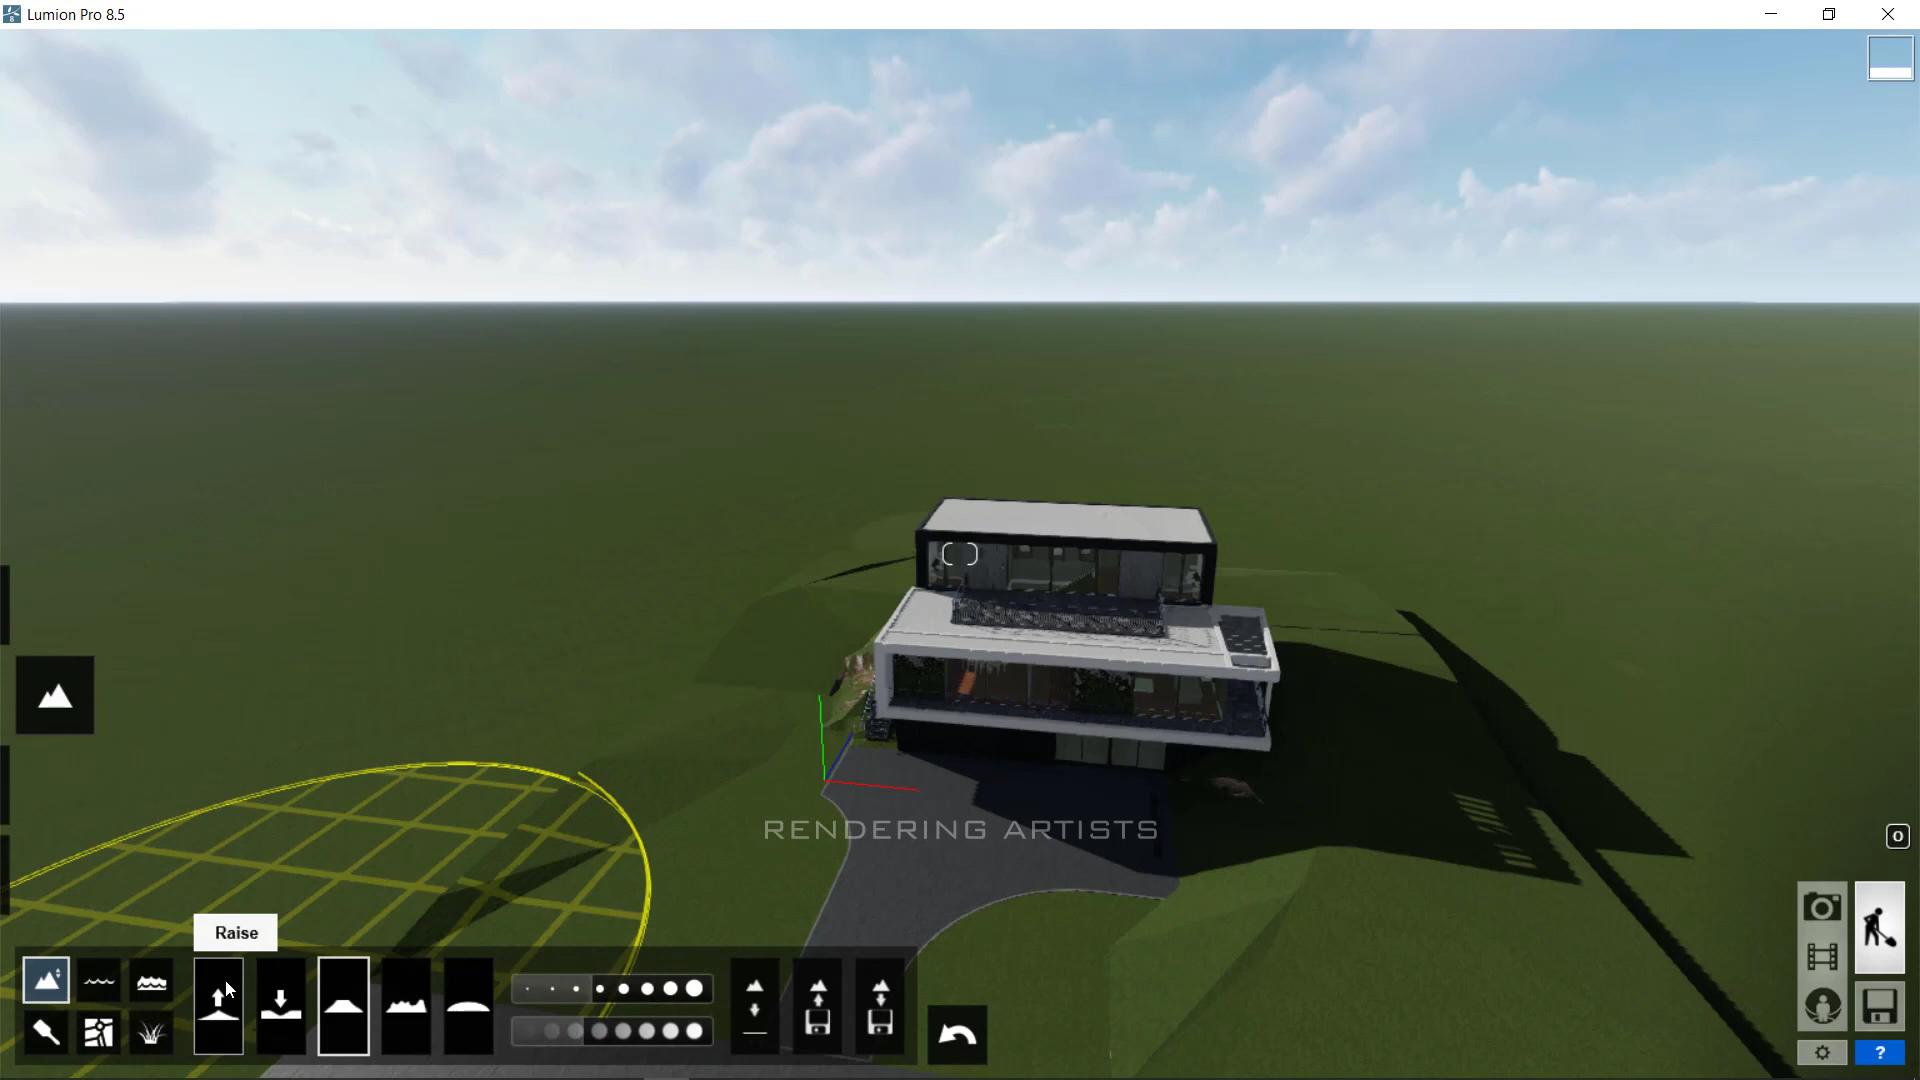 Lumion Pro 8.5
RENDERING ARTISTS
O
Raise
?